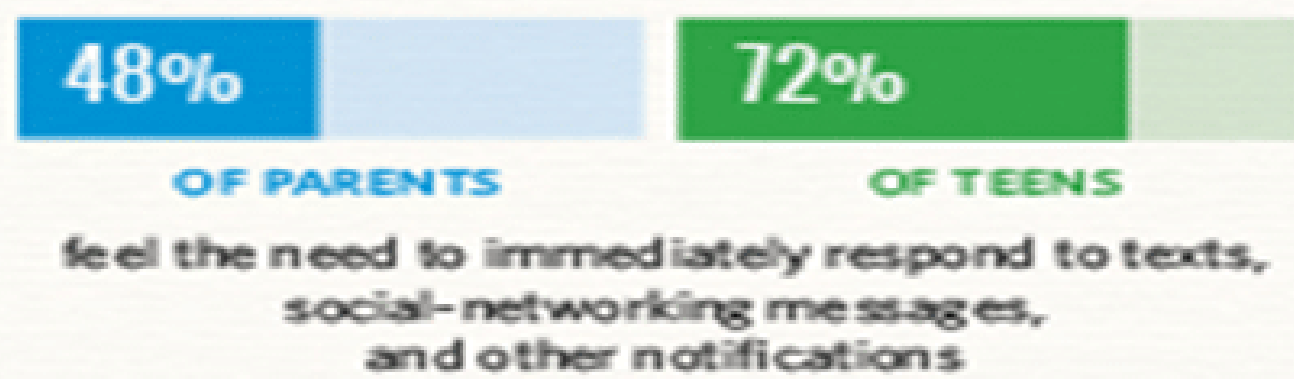 48% 72%
OF PARENTS OF TEENS
feel the need to immediately respond to texts,
social-networking messages,
and other notifications